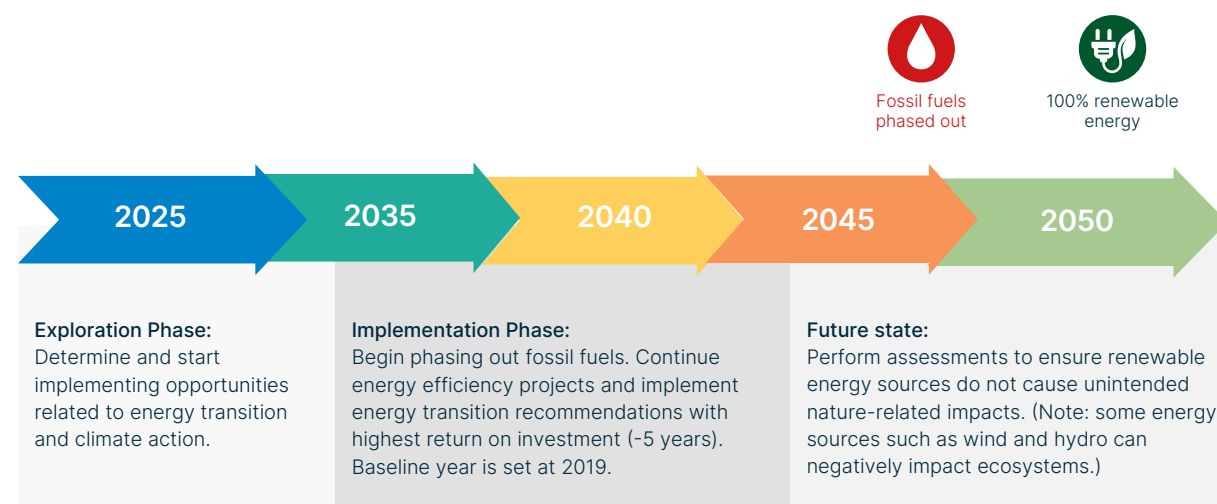 Fossil fuels
phased out
100% renewable
energy
2025
2035
2040
2045
2050
Exploration Phase:
Determine and start
implementing opportunities
related to energy transition
and climate action.
Implementation Phase:
Begin phasing out fossil fuels. Continue
energy efficiency projects and implement
energy transition recommendations with
highest return on investment (-5 years).
Baseline year is set at 2019.
Future state:
Perform assessments to ensure renewable
energy sources do not cause unintended
nature-related impacts. (Note: some energy
sources such as wind and hydro can
negatively impact ecosystems.)